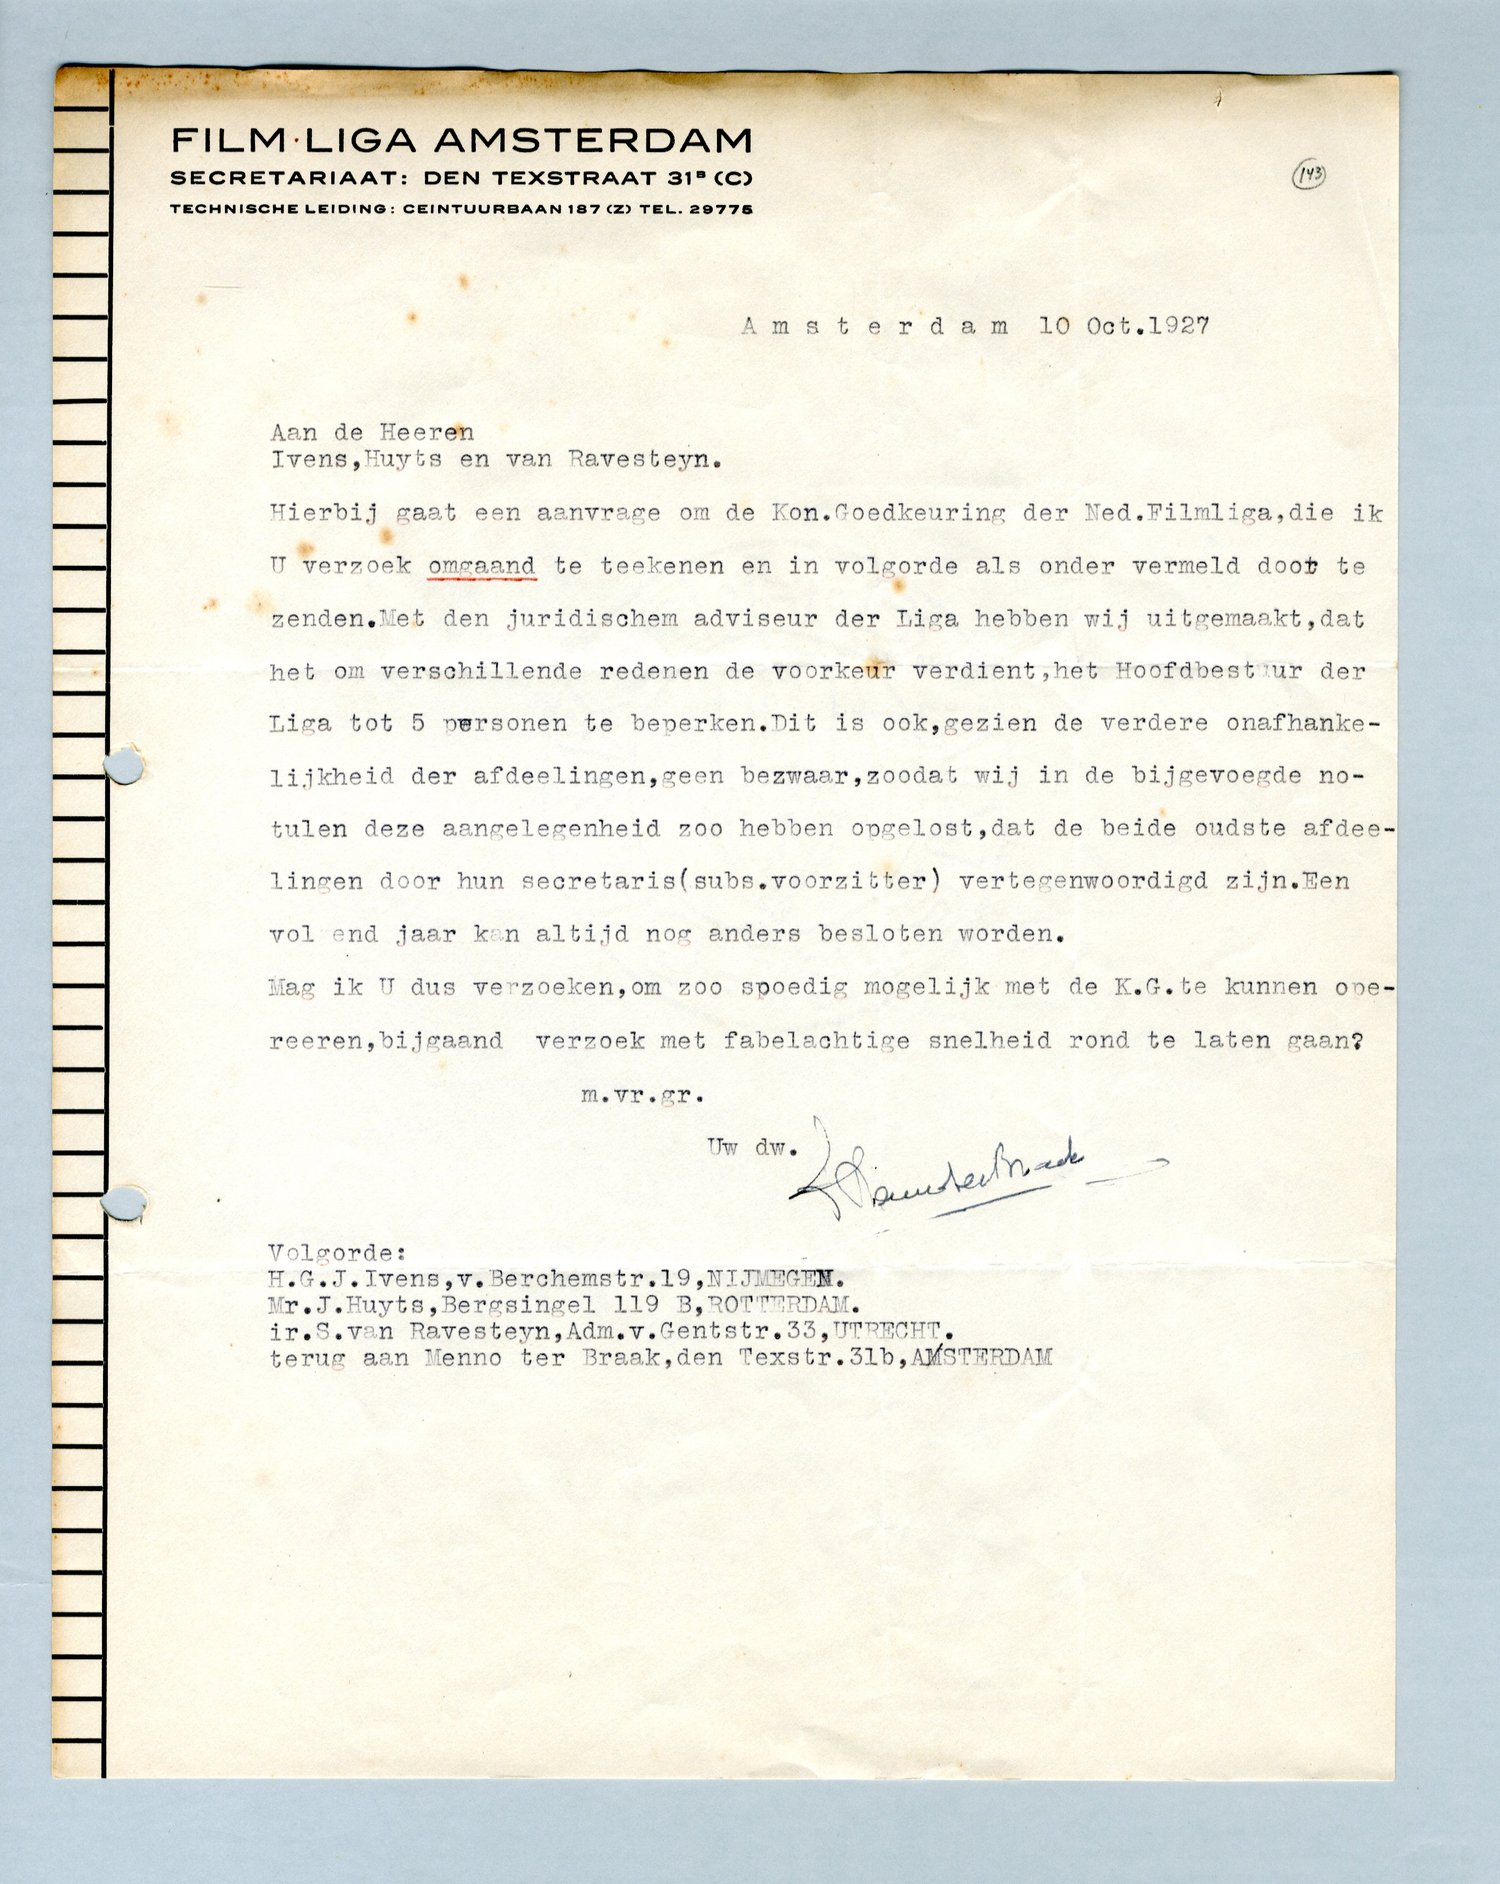 FILM·LIGA AMSTERDAM
SECRETARIAAT: DEN TEXSTRAAT 31ᴮ (C)
TECHNISCHE LEIDING: CEINTUURBAAN 187 (Z) TEL. 29775
143
Amsterdam 10 Oct.1927
Aan de Heeren
Ivens,Huyts en van Ravesteyn.
Hierbij gaat een aanvrage om de Kon.Goedkeuring der Ned.Filmliga,die ik
U verzoek omgaand te teekenen en in volgorde als onder vermeld door te
zenden.Met den juridischem adviseur der Liga hebben wij uitgemaakt,dat
het om verschillende redenen de voorkeur verdient,het Hoofdbestuur der
Liga tot 5 personen te beperken.Dit is ook,gezien de verdere onafhanke-
lijkheid der afdeelingen,geen bezwaar,zoodat wij in de bijgevoegde no-
tulen deze aangelegenheid zoo hebben opgelost,dat de beide oudste afdee-
lingen door hun secretaris(subs.voorzitter) vertegenwoordigd zijn.Een
vol end jaar kan altijd nog anders besloten worden.
Mag ik U dus verzoeken,om zoo spoedig mogelijk met de K.G.te kunnen ope-
reeren,bijgaand verzoek met fabelachtige snelheid rond te laten gaan?
m.vr.gr.
Uw dw.
Menno ter Braak
Volgorde:
H.G.J.Ivens,v.Berchemstr.19,NIJMEGEN.
Mr.J.Huyts,Bergsingel 119 B,ROTTERDAM.
ir.S.van Ravesteyn,Adm.v.Gentstr.33,UTRECHT.
terug aan Menno ter Braak,den Texstr.31b,AMSTERDAM